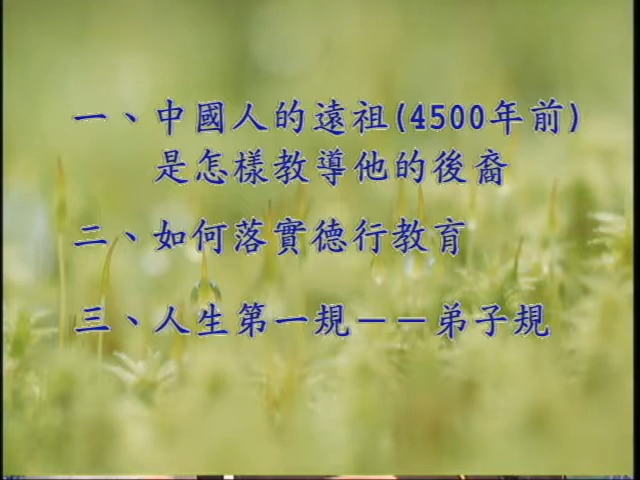 一、中國人的遠祖(4500年前)
是怎樣教導他的後裔
二、如何落實德行教育
三、人生第一規－－弟子規